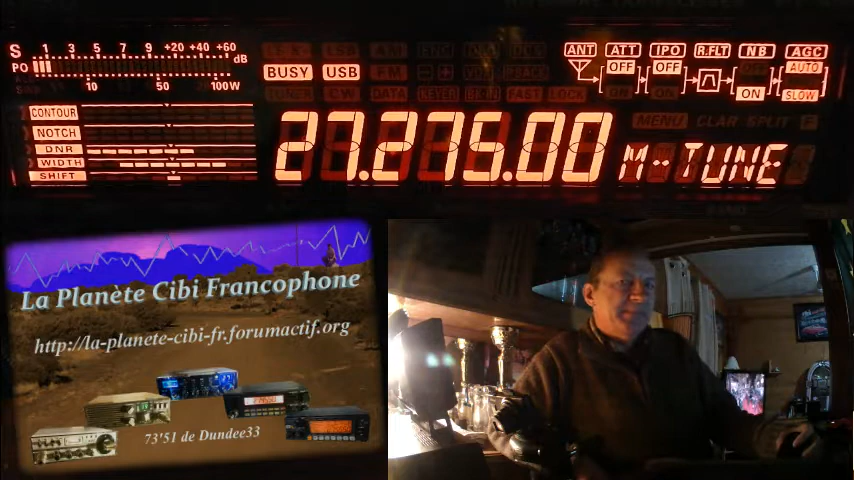 S 1 3 5 7 9 +20 +40 +60 dB
PO
10 50 100 W
BUSY USB
ANT ATT IPO R.FLT NB AGC
OFF OFF AUTO
ON SLOW
CONTOUR
NOTCH
DNR
WIDTH
SHIFT
MENU CLAR SPLIT
27.275.00 M-TUNE
La Planète Cibi Francophone
http://la-planete-cibi-fr.forumactif.org
73'51 de Dundee33